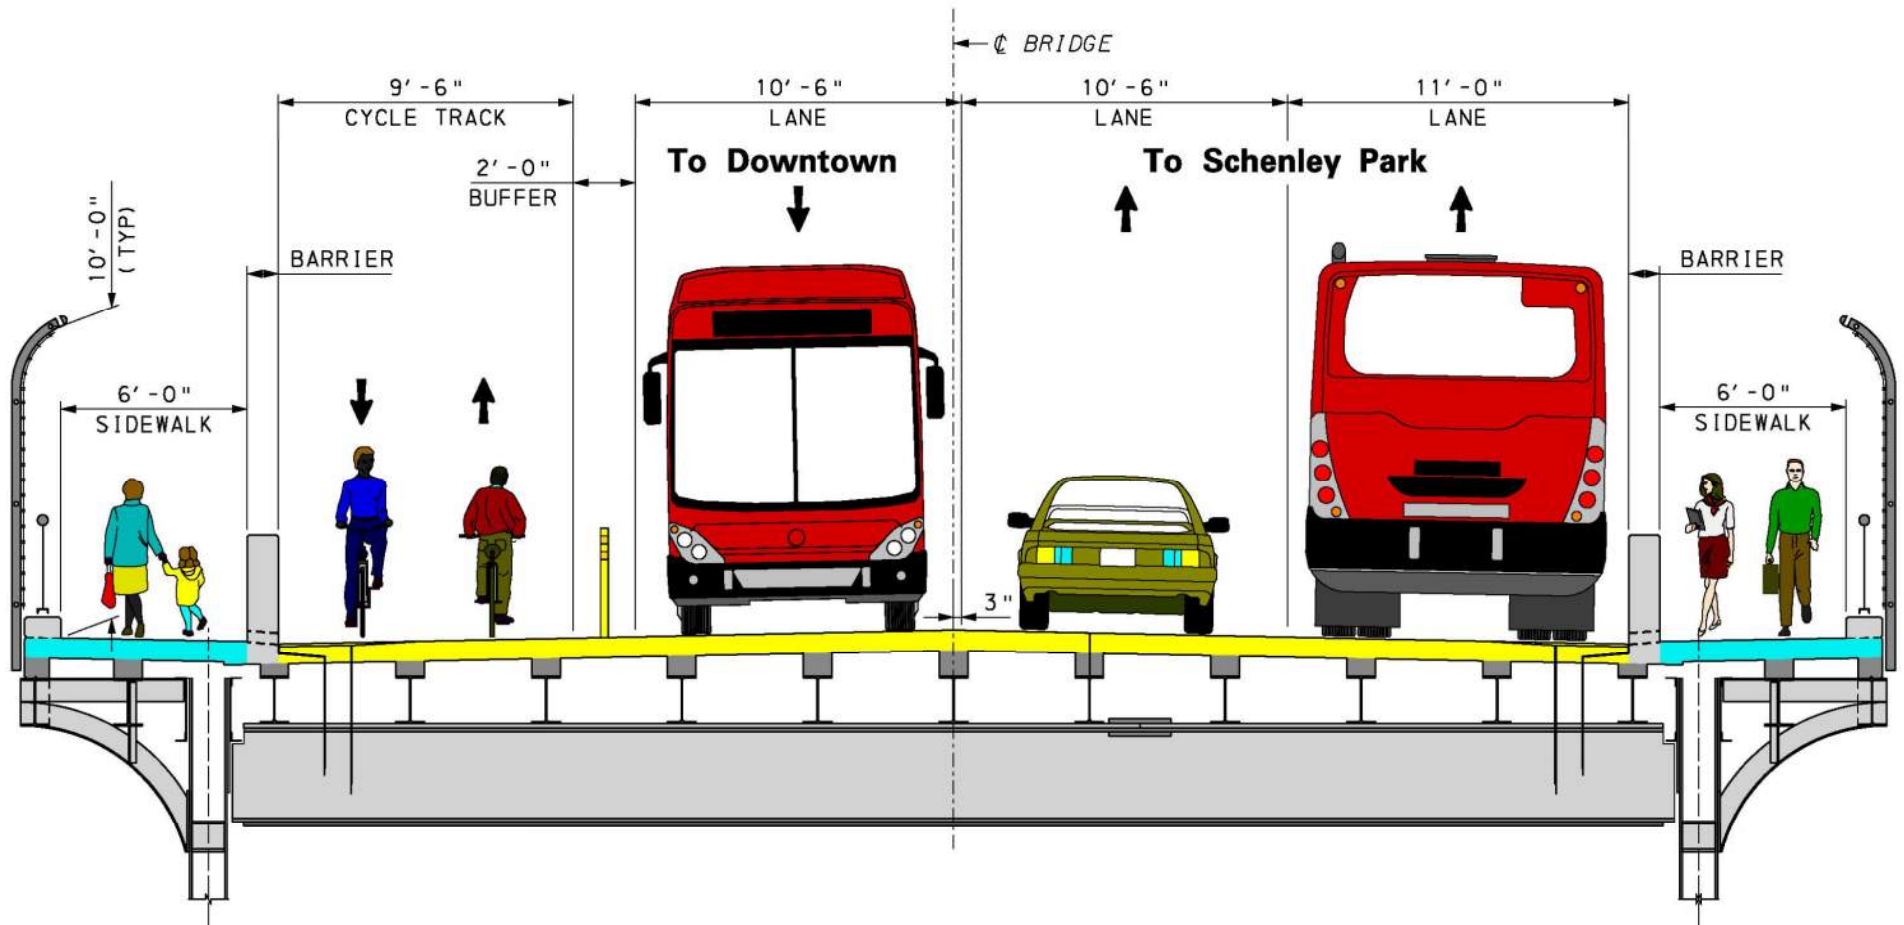 ℄ BRIDGE
9'-6"
CYCLE TRACK
10'-6"
LANE
10'-6"
LANE
11'-0"
LANE
2'-0"
BUFFER
To Downtown
To Schenley Park
10'-0"
(TYP)
BARRIER
BARRIER
6'-0"
SIDEWALK
6'-0"
SIDEWALK
3"